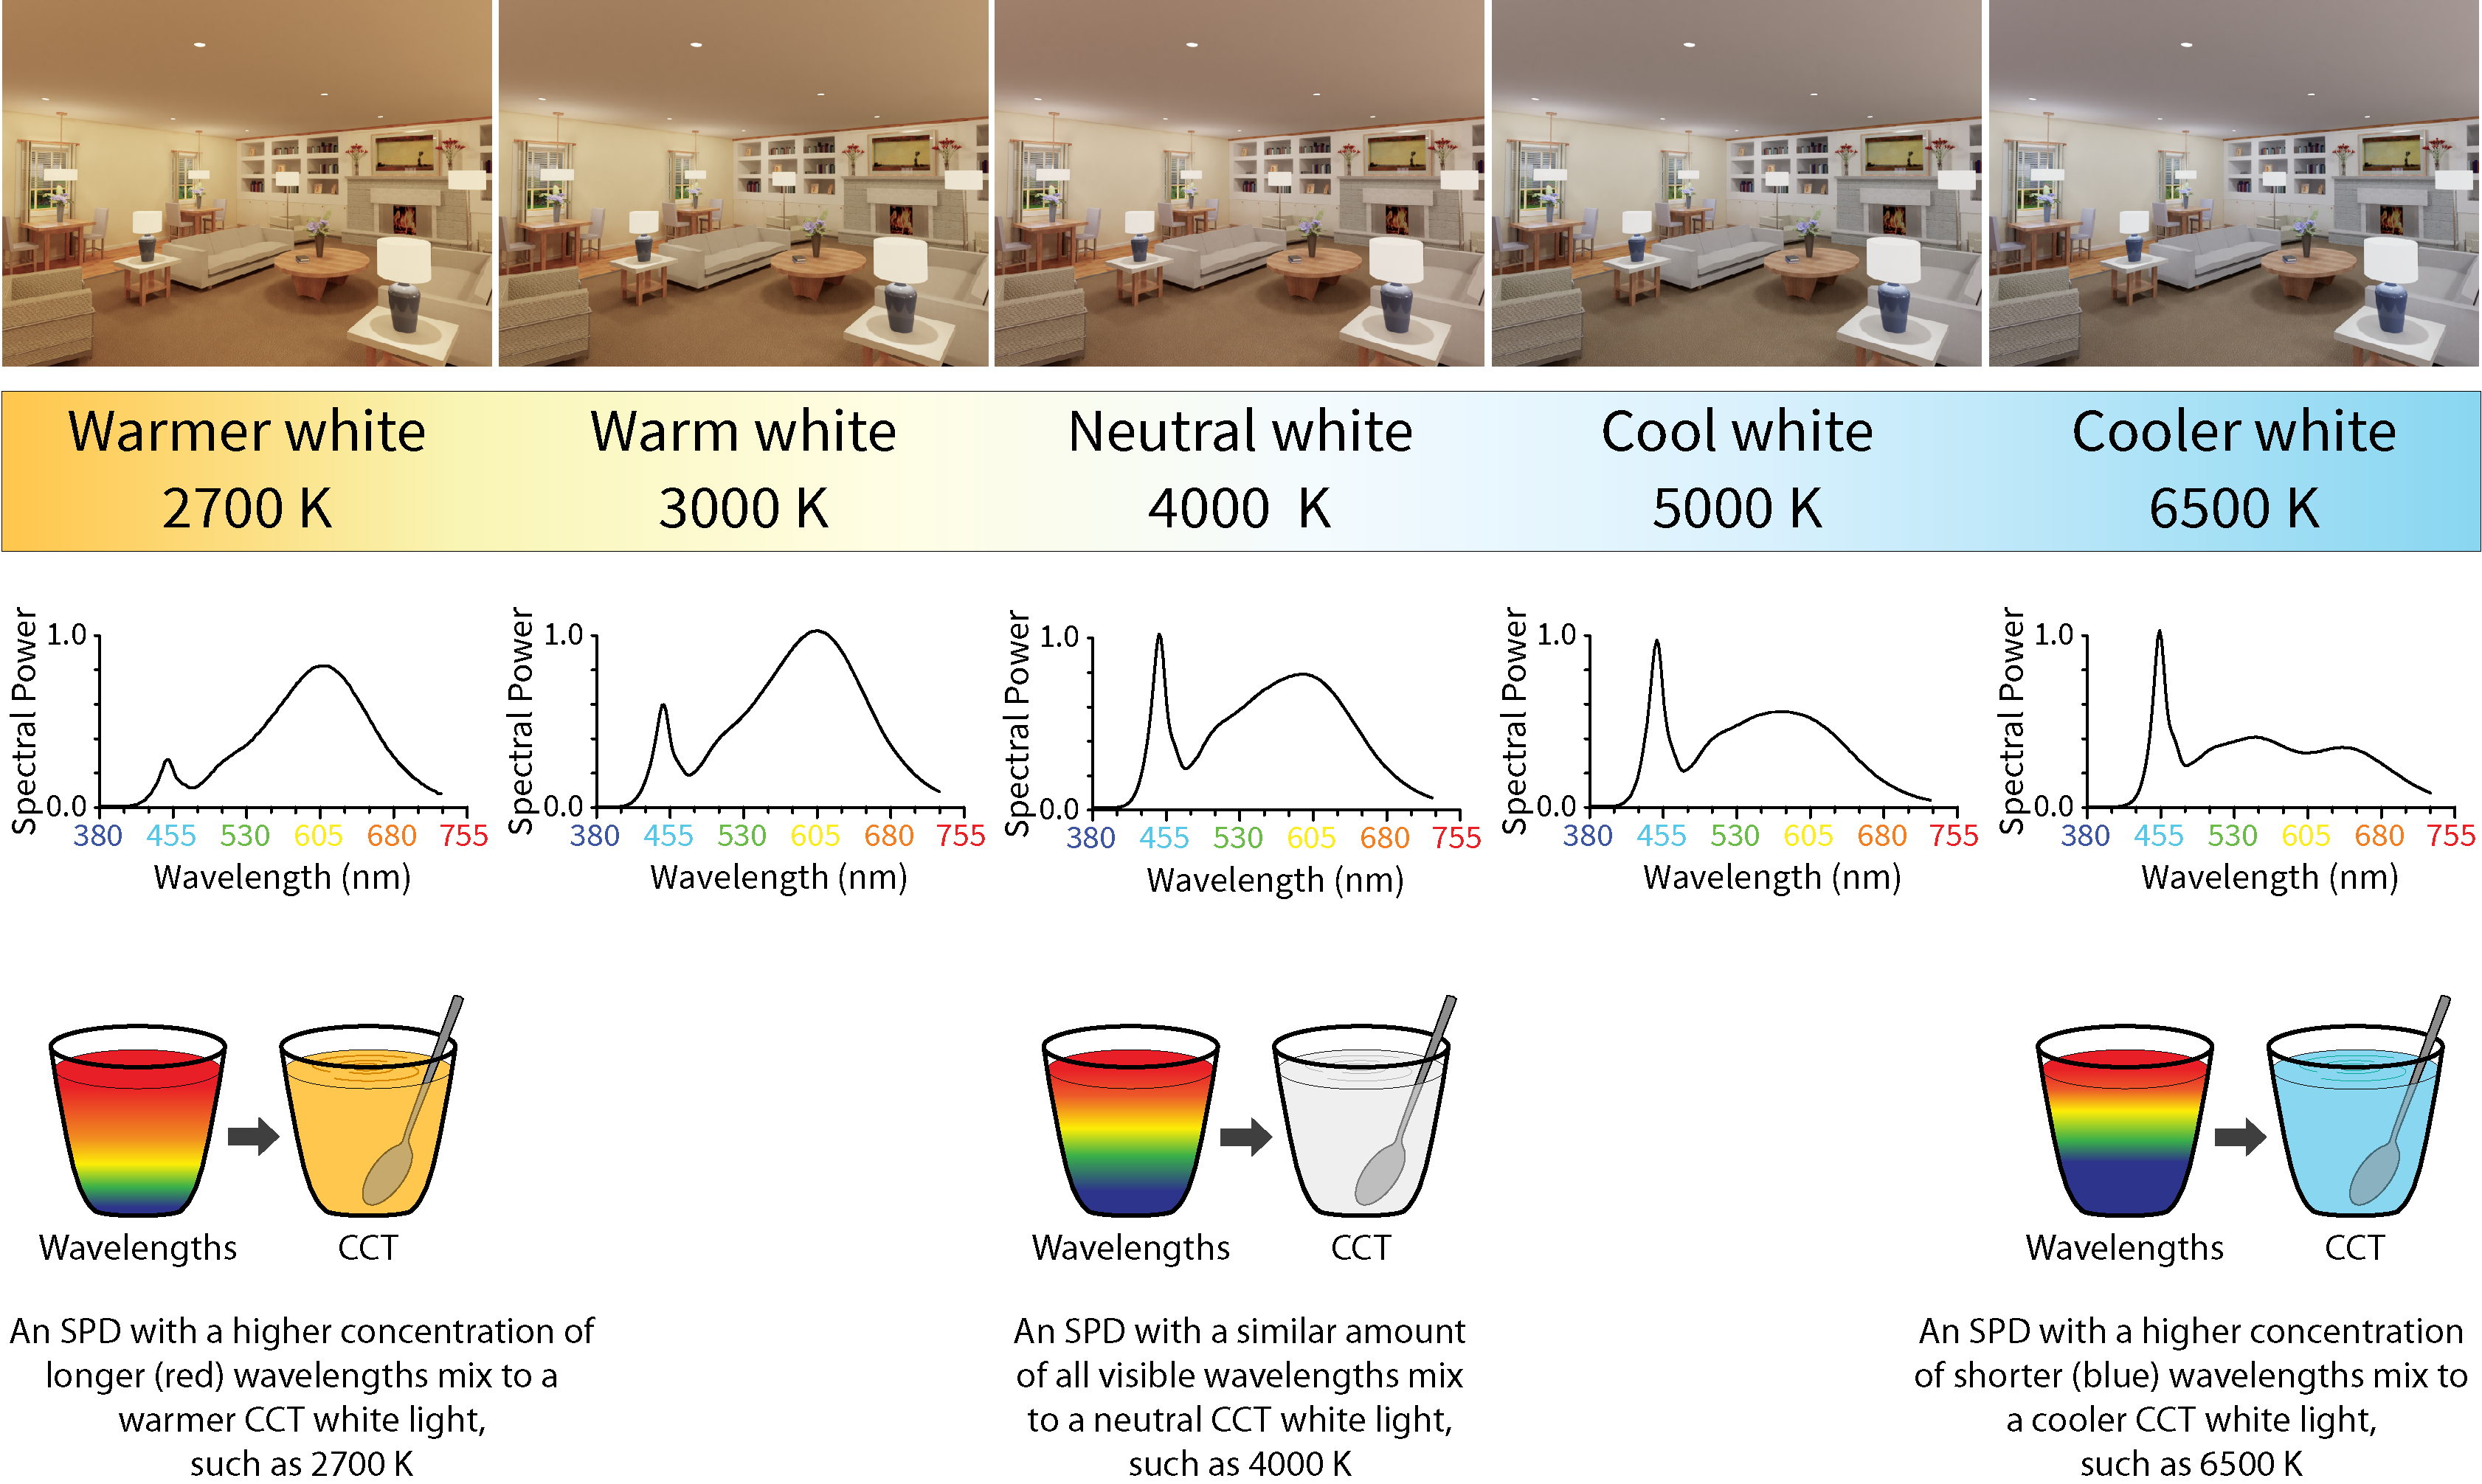 Warmer white
2700 K
Warm white
3000 K
Neutral white
4000 K
Cool white
5000 K
Cooler white
6500 K
Spectral Power
1.0
0.0
380 455 530 605 680 755
Wavelength (nm)
Spectral Power
1.0
0.0
380 455 530 605 680 755
Wavelength (nm)
Spectral Power
1.0
0.0
380 455 530 605 680 755
Wavelength (nm)
Spectral Power
1.0
0.0
380 455 530 605 680 755
Wavelength (nm)
Spectral Power
1.0
0.0
380 455 530 605 680 755
Wavelength (nm)
Wavelengths
CCT
An SPD with a higher concentration of
longer (red) wavelengths mix to a
warmer CCT white light,
such as 2700 K
Wavelengths
CCT
An SPD with a similar amount
of all visible wavelengths mix
to a neutral CCT white light,
such as 4000 K
Wavelengths
CCT
An SPD with a higher concentration
of shorter (blue) wavelengths mix to
a cooler CCT white light,
such as 6500 K